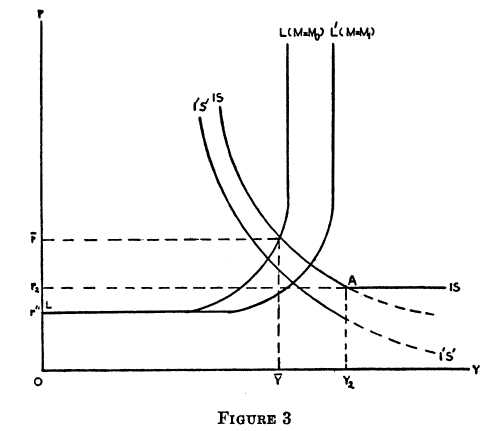 r
L(M=M₀) L'(M=M₁)
I'S' IS
r̄
r₂ A IS
r" L
I'S'
O Ȳ Y₂ Y
FIGURE 3